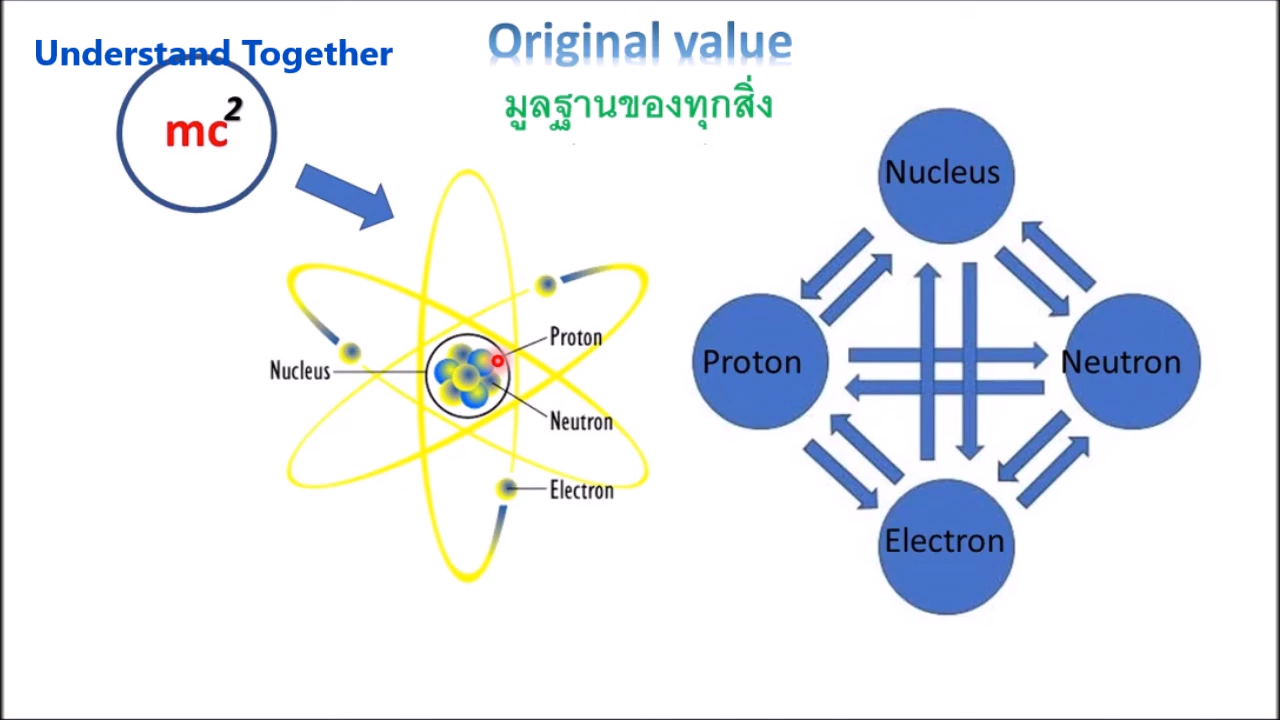 Understand Together
Original value
มูลฐานของทุกสิ่ง
mc²
Nucleus
Proton
Neutron
Electron
Nucleus
Proton
Neutron
Electron